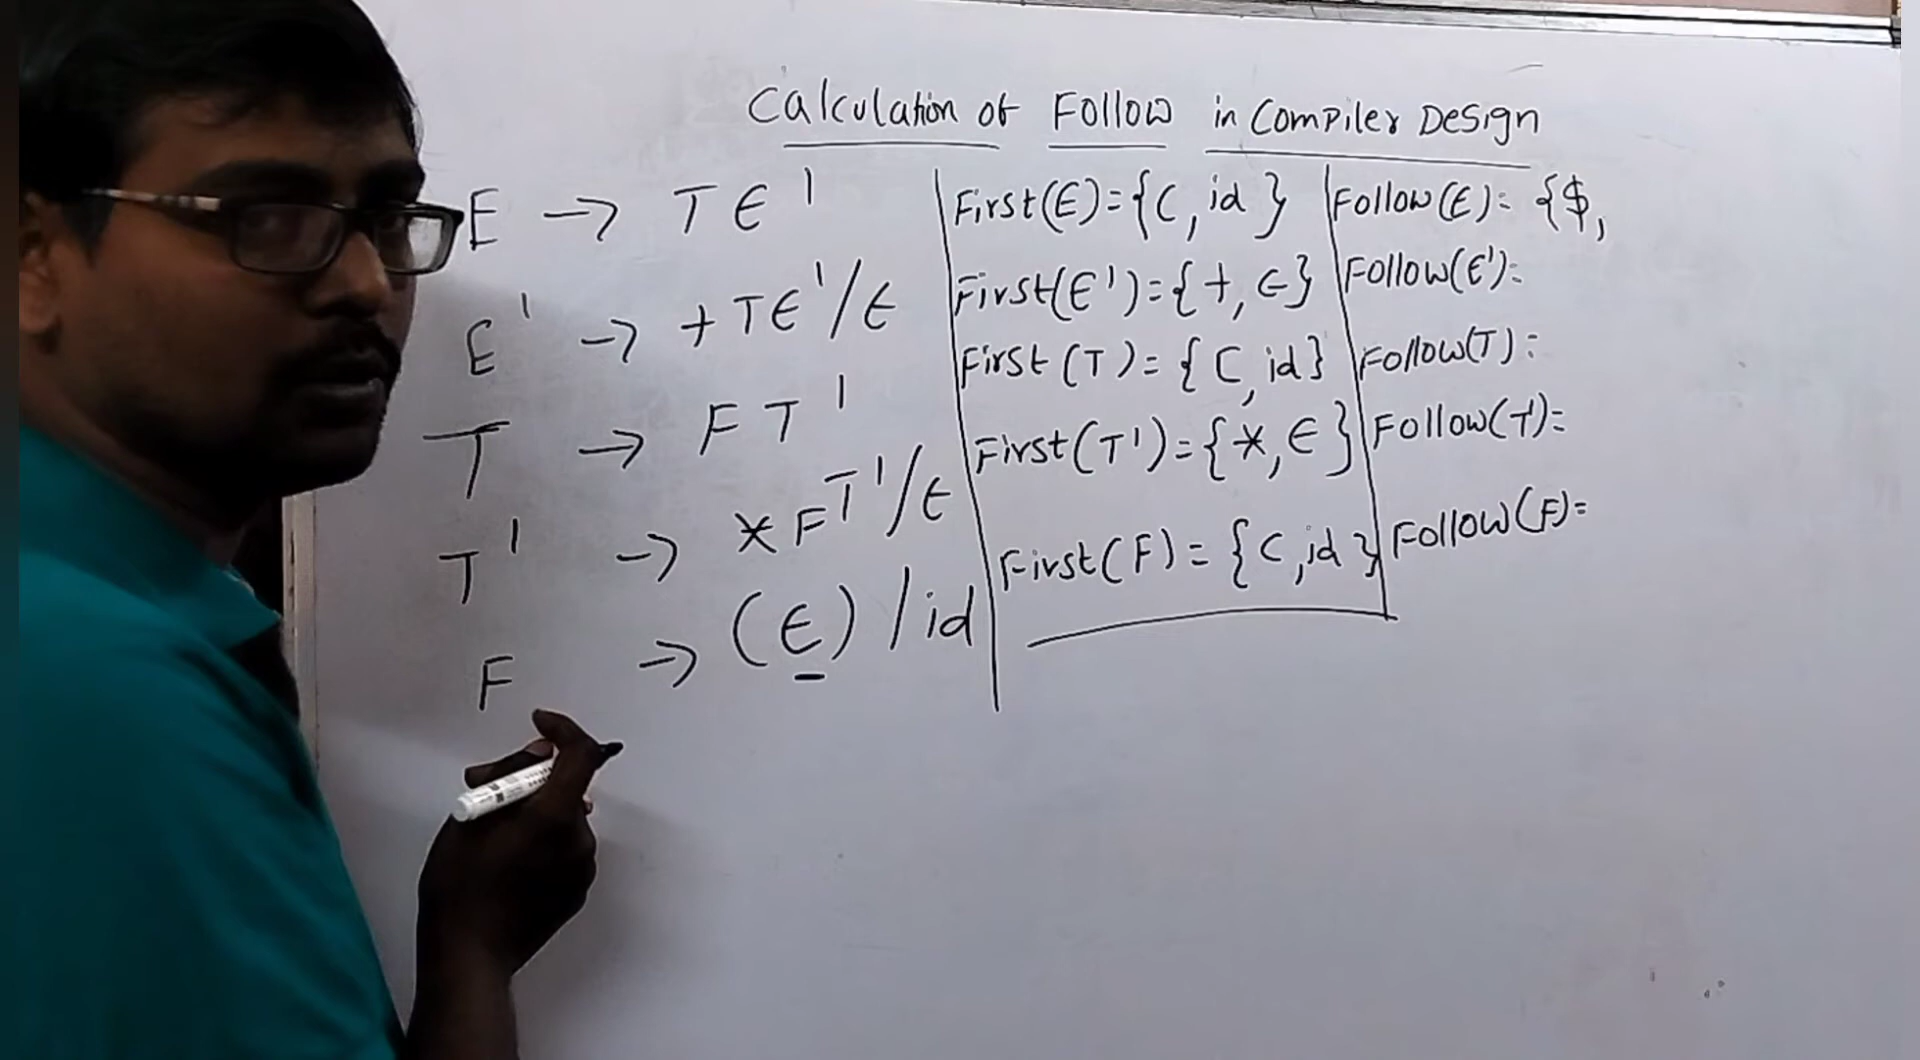 Calculation of Follow in Compiler Design
E → TE'
E' → +TE'/ε
T → FT'
T' → *FT'/ε
F → (E)/id
First(E)={(, id}
First(E')={+, ε}
First(T)={(, id}
First(T')={*, ε}
First(F)={(, id}
Follow(E)= {$,
Follow(E')=
Follow(T)=
Follow(T')=
Follow(F)=